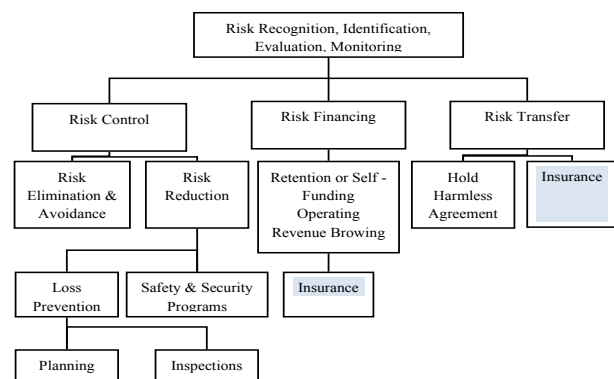 Risk Recognition, Identification,
Evaluation, Monitoring
Risk Control
Risk Financing
Risk Transfer
Risk
Elimination &
Avoidance
Risk
Reduction
Retention or Self -
Funding
Operating
Revenue Browing
Hold
Harmless
Agreement
Insurance
Loss
Prevention
Safety & Security
Programs
Insurance
Planning
Inspections